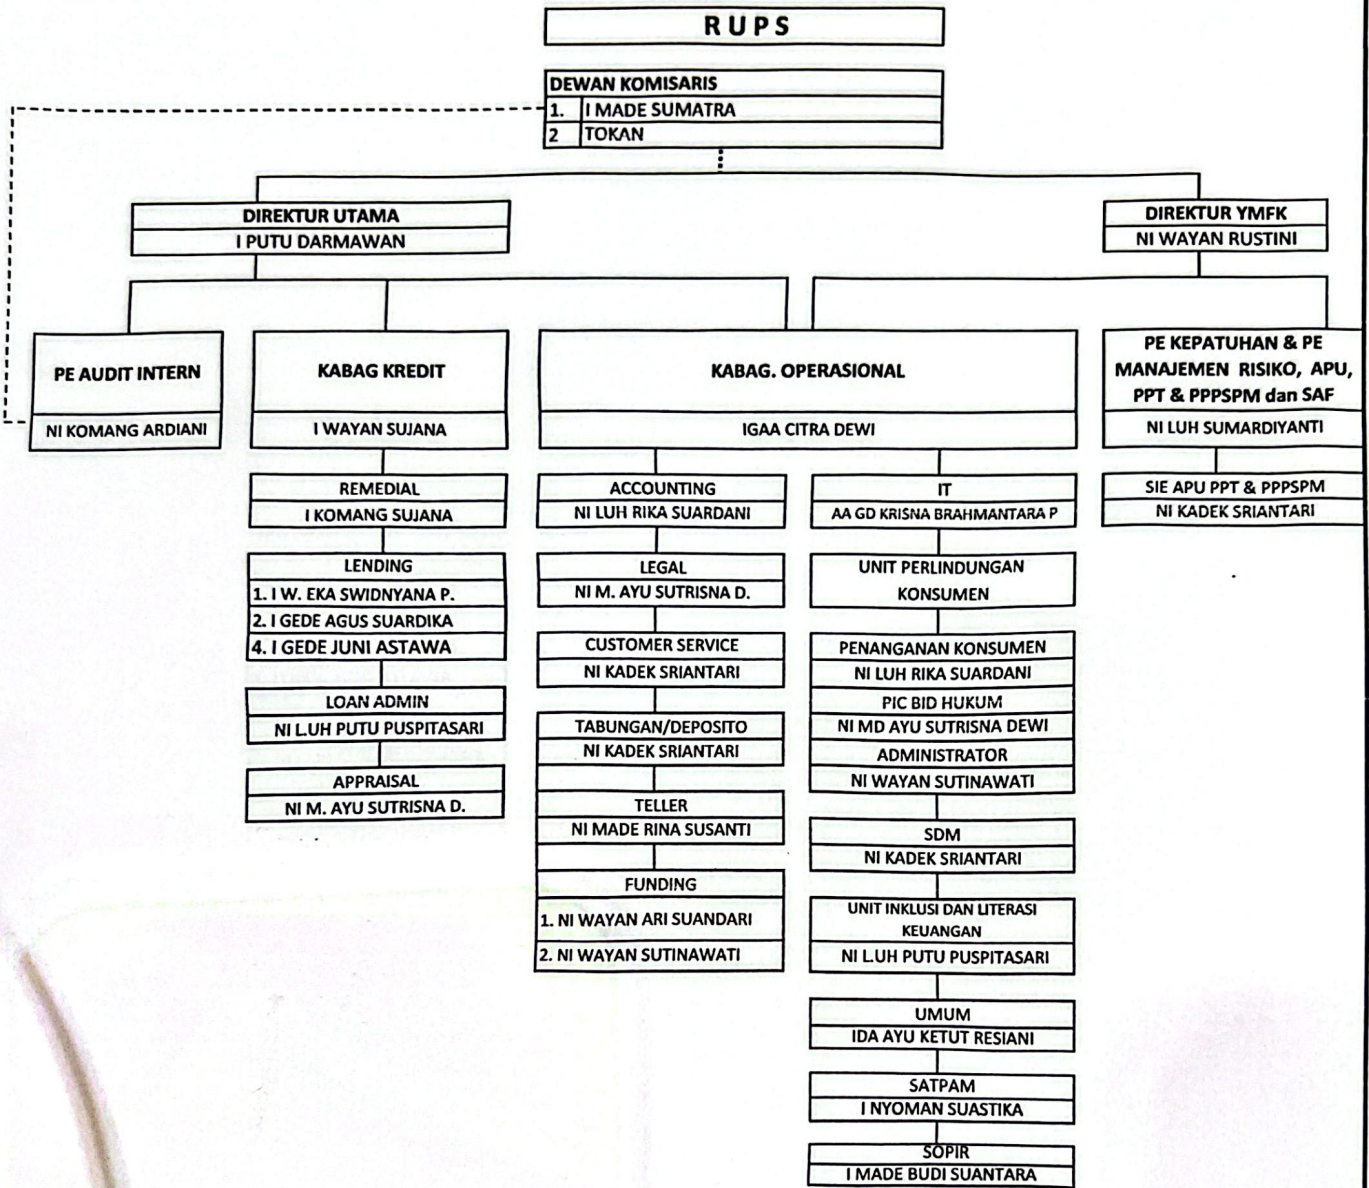 RUPS
DEWAN KOMISARIS
1. I MADE SUMATRA
2 TOKAN
DIREKTUR UTAMA
I PUTU DARMAWAN
DIREKTUR YMFK
NI WAYAN RUSTINI
PE AUDIT INTERN
NI KOMANG ARDIANI
KABAG KREDIT
I WAYAN SUJANA
KABAG. OPERASIONAL
IGAA CITRA DEWI
PE KEPATUHAN & PE
MANAJEMEN RISIKO, APU,
PPT & PPPSPM dan SAF
NI LUH SUMARDIYANTI
REMEDIAL
I KOMANG SUJANA
LENDING
1. I W. EKA SWIDNYANA P.
2. I GEDE AGUS SUARDIKA
4. I GEDE JUNI ASTAWA
LOAN ADMIN
NI L.UH PUTU PUSPITASARI
APPRAISAL
NI M. AYU SUTRISNA D.
ACCOUNTING
NI LUH RIKA SUARDANI
LEGAL
NI M. AYU SUTRISNA D.
CUSTOMER SERVICE
NI KADEK SRIANTARI
TABUNGAN/DEPOSITO
NI KADEK SRIANTARI
TELLER
NI MADE RINA SUSANTI
FUNDING
1. NI WAYAN ARI SUANDARI
2. NI WAYAN SUTINAWATI
IT
AA GD KRISNA BRAHMANTARA P
UNIT PERLINDUNGAN
KONSUMEN
PENANGANAN KONSUMEN
NI LUH RIKA SUARDANI
PIC BID HUKUM
NI MD AYU SUTRISNA DEWI
ADMINISTRATOR
NI WAYAN SUTINAWATI
SDM
NI KADEK SRIANTARI
UNIT INKLUSI DAN LITERASI
KEUANGAN
NI L.UH PUTU PUSPITASARI
UMUM
IDA AYU KETUT RESIANI
SATPAM
I NYOMAN SUASTIKA
SOPIR
I MADE BUDI SUANTARA
SIE APU PPT & PPPSPM
NI KADEK SRIANTARI